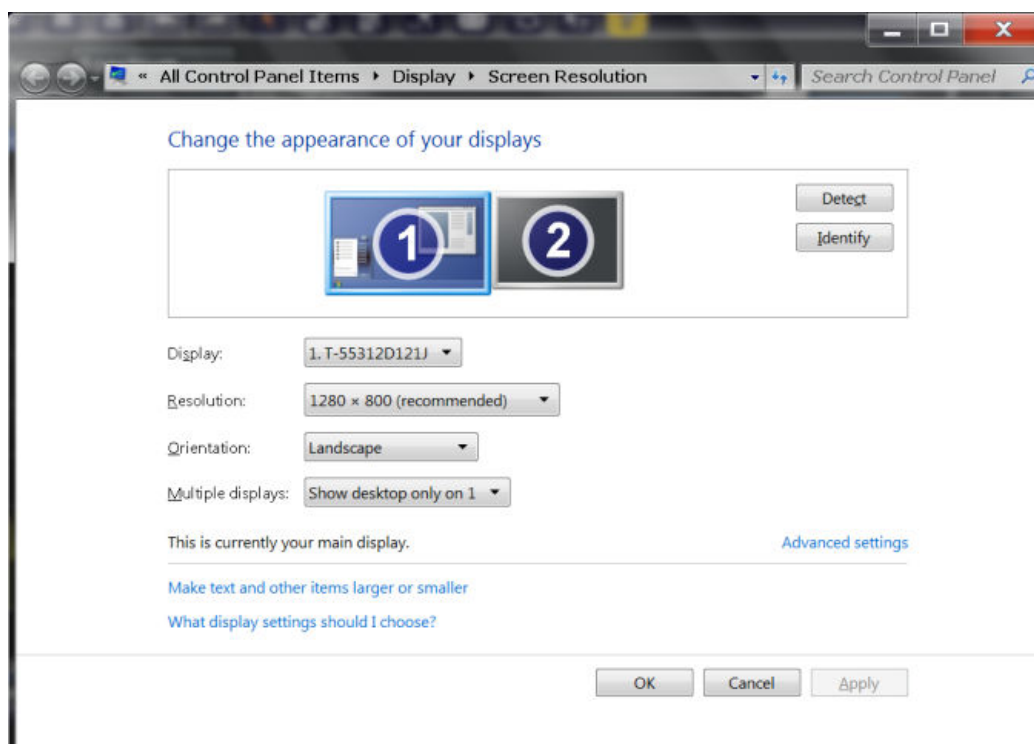 « All Control Panel Items ▸ Display ▸ Screen Resolution
Search Control Panel
Change the appearance of your displays
1
2
Detect
Identify
Display: 1. T-55312D121J
Resolution: 1280 × 800 (recommended)
Orientation: Landscape
Multiple displays: Show desktop only on 1
This is currently your main display. Advanced settings
Make text and other items larger or smaller
What display settings should I choose?
OK Cancel Apply